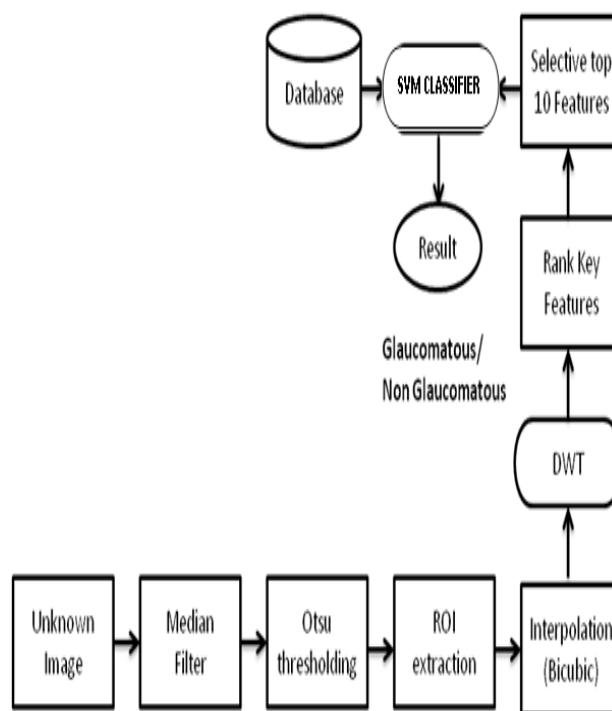 Database
SVM CLASSIFIER
Selective top
10 Features
Result
Rank Key
Features
Glaucomatous/
Non Glaucomatous
DWT
Unknown
Image
Median
Filter
Otsu
thresholding
ROI
extraction
Interpolation
(Bicubic)